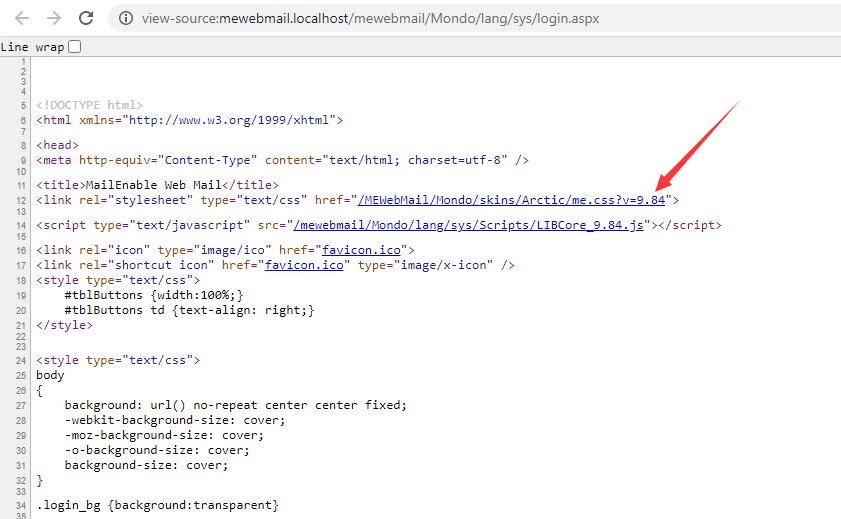 view-source:mewebmail.localhost/mewebmail/Mondo/lang/sys/login.aspx
Line wrap
1
2
3
4
5 <!DOCTYPE html>
6 <html xmlns="http://www.w3.org/1999/xhtml">
7
8 <head>
9 <meta http-equiv="Content-Type" content="text/html; charset=utf-8" />
10
11 <title>MailEnable Web Mail</title>
12 <link rel="stylesheet" type="text/css" href="/MEWebMail/Mondo/skins/Arctic/me.css?v=9.84">
13
14 <script type="text/javascript" src="/mewebmail/Mondo/lang/sys/Scripts/LIBCore_9.84.js"></script>
15
16 <link rel="icon" type="image/ico" href="favicon.ico">
17 <link rel="shortcut icon" href="favicon.ico" type="image/x-icon" />
18 <style type="text/css">
19 #tblButtons {width:100%;}
20 #tblButtons td {text-align: right;}
21 </style>
22
23
24 <style type="text/css">
25 body
26 {
27 background: url() no-repeat center center fixed;
28 -webkit-background-size: cover;
29 -moz-background-size: cover;
30 -o-background-size: cover;
31 background-size: cover;
32 }
33
34 .login_bg {background:transparent}
35